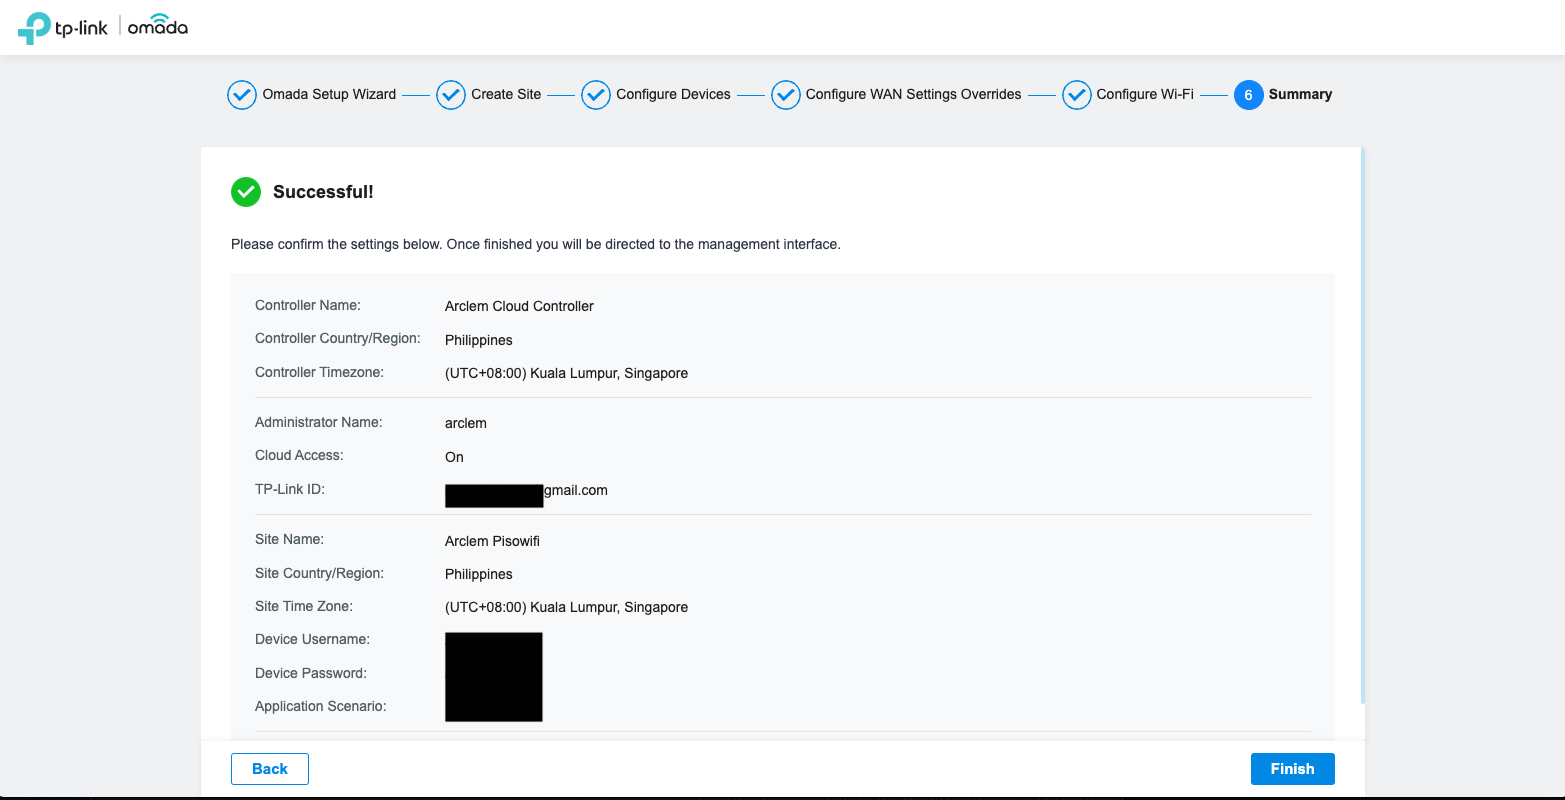 tp-link | omada
Omada Setup Wizard Create Site Configure Devices Configure WAN Settings Overrides Configure Wi-Fi 6 Summary
Successful!
Please confirm the settings below. Once finished you will be directed to the management interface.
Controller Name: Arclem Cloud Controller
Controller Country/Region: Philippines
Controller Timezone: (UTC+08:00) Kuala Lumpur, Singapore
Administrator Name: arclem
Cloud Access: On
TP-Link ID: gmail.com
Site Name: Arclem Pisowifi
Site Country/Region: Philippines
Site Time Zone: (UTC+08:00) Kuala Lumpur, Singapore
Device Username:
Device Password:
Application Scenario:
Back Finish